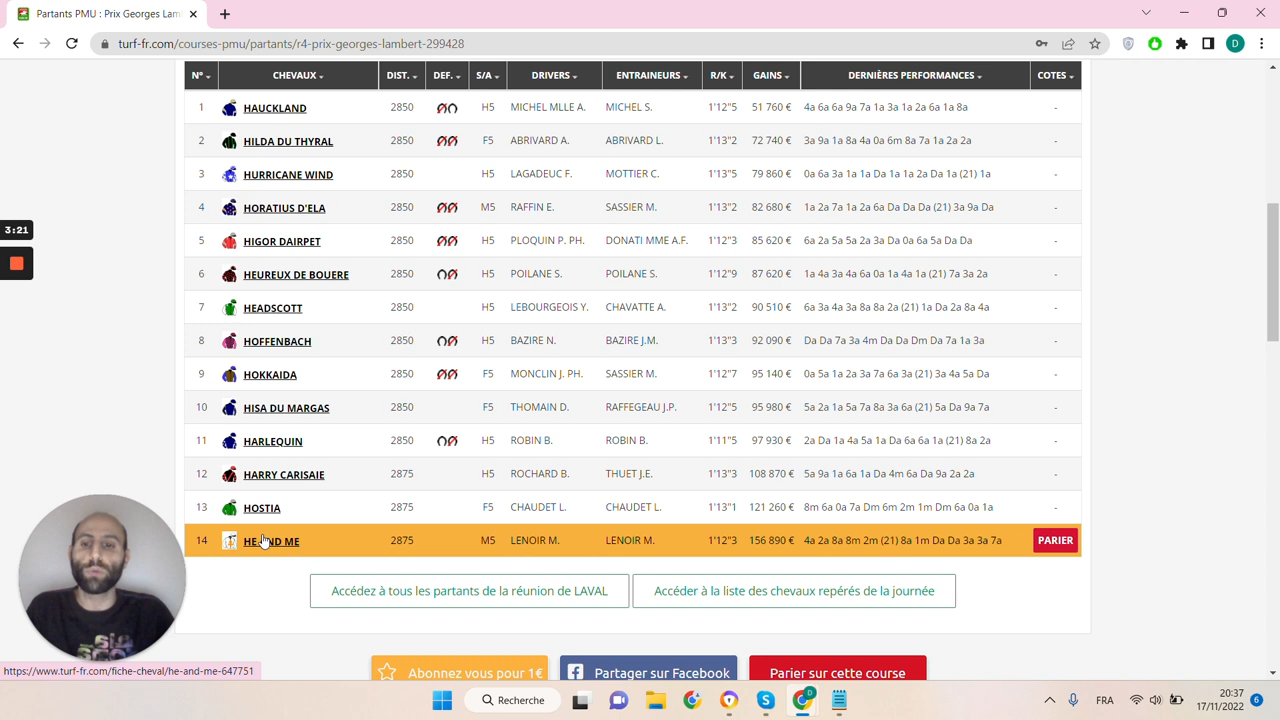 Partants PMU : Prix Georges Lam
turf-fr.com/courses-pmu/partants/r4-prix-georges-lambert-299428
D
N° CHEVAUX DIST. DEF. S/A DRIVERS ENTRAINEURS R/K GAINS DERNIÈRES PERFORMANCES COTES
1 HAUCKLAND 2850 H5 MICHEL MLLE A. MICHEL S. 1'12"5 51 760 € 4a 6a 6a 9a 7a 1a 3a 1a 2a 6a 1a 8a -
2 HILDA DU THYRAL 2850 F5 ABRIVARD A. ABRIVARD L. 1'13"2 72 740 € 3a 9a 1a 8a 4a 0a 6m 8a 7a 1a 2a 2a -
3 HURRICANE WIND 2850 H5 LAGADEUC F. MOTTIER C. 1'13"5 79 860 € 0a 6a 3a 1a 1a Da 1a 1a 2a Da 1a (21) 1a -
4 HORATIUS D'ELA 2850 M5 RAFFIN E. SASSIER M. 1'13"2 82 680 € 1a 2a 7a 1a 2a 6a Da Da Da (21) 3a 9a Da -
3:21
5 HIGOR DAIRPET 2850 H5 PLOQUIN P. PH. DONATI MME A.F. 1'12"3 85 620 € 6a 2a 5a 5a 2a 3a Da 0a 6a 5a Da Da -
6 HEUREUX DE BOUERE 2850 H5 POILANE S. POILANE S. 1'12"9 87 620 € 1a 4a 3a 4a 6a 0a 1a 4a 1a (21) 7a 3a 2a -
7 HEADSCOTT 2850 H5 LEBOURGEOIS Y. CHAVATTE A. 1'13"2 90 510 € 6a 3a 4a 3a 8a 8a 2a (21) 1a Da 2a 8a 4a -
8 HOFFENBACH 2850 H5 BAZIRE N. BAZIRE J.M. 1'13"3 92 090 € Da Da 7a 3a 4m Da Da Dm Da 7a 1a 3a -
9 HOKKAIDA 2850 F5 MONCLIN J. PH. SASSIER M. 1'12"7 95 140 € 0a 5a 1a 2a 3a 7a 6a 3a (21) 3a 4a 5a Da -
10 HISA DU MARGAS 2850 F5 THOMAIN D. RAFFEGEAU J.P. 1'12"5 95 980 € 5a 2a 1a 5a 7a 8a 3a 6a (21) 5a Da 9a 7a -
11 HARLEQUIN 2850 H5 ROBIN B. ROBIN B. 1'11"5 97 930 € 2a Da 1a 4a 5a 1a Da 6a 6a 1a (21) 8a 2a -
12 HARRY CARISAIE 2875 H5 ROCHARD B. THUET J.E. 1'13"3 108 870 € 5a 9a 1a 6a 1a Da 4m 6a Da 9a 2a 2a -
13 HOSTIA 2875 F5 CHAUDET L. CHAUDET L. 1'13"1 121 260 € 8m 6a 0a 7a Dm 6m 2m 1m Dm 6a 0a 1a -
14 HE AND ME 2875 M5 LENOIR M. LENOIR M. 1'12"3 156 890 € 4a 2a 8a 8m 2m (21) 8a 1m Da Da 3a 3a 7a PARIER
Accédez à tous les partants de la réunion de LAVAL Accéder à la liste des chevaux repérés de la journée
Abonnez vous pour 1€ Partager sur Facebook Parier sur cette course
https://www.turf-fr.com/fiche-cheval/he-and-me-647751
Recherche
FRA
20:37
17/11/2022
6